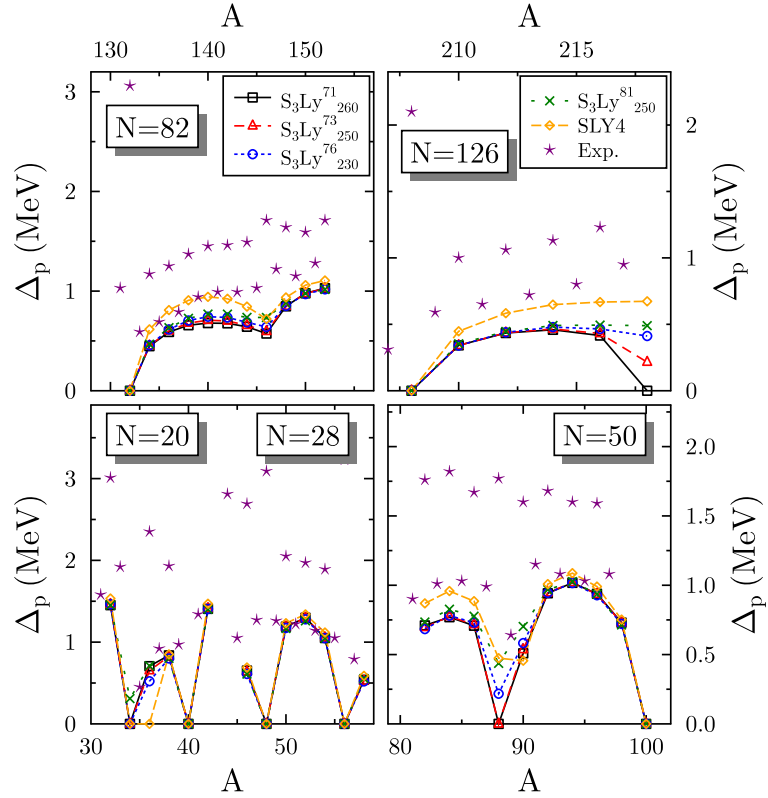 A A
130 140 150 210 215
3 2 1 0
Δp (MeV)
N=82
S3Ly71260
S3Ly73250
S3Ly76230
N=126
S3Ly81250
SLY4
Exp.
2 1 0
Δp (MeV)
3 2 1 0
Δp (MeV)
N=20 N=28
N=50
2.0 1.5 1.0 0.5 0.0
Δp (MeV)
30 40 50 80 90 100
A A